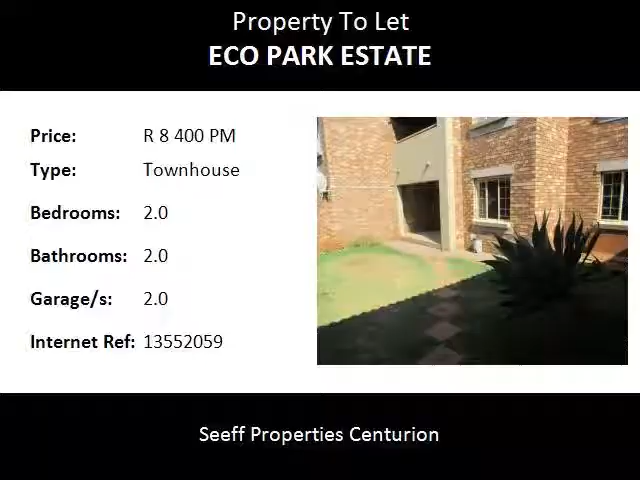 Property To Let
ECO PARK ESTATE
Price: R 8 400 PM
Type: Townhouse
Bedrooms: 2.0
Bathrooms: 2.0
Garage/s: 2.0
Internet Ref: 13552059
Seeff Properties Centurion